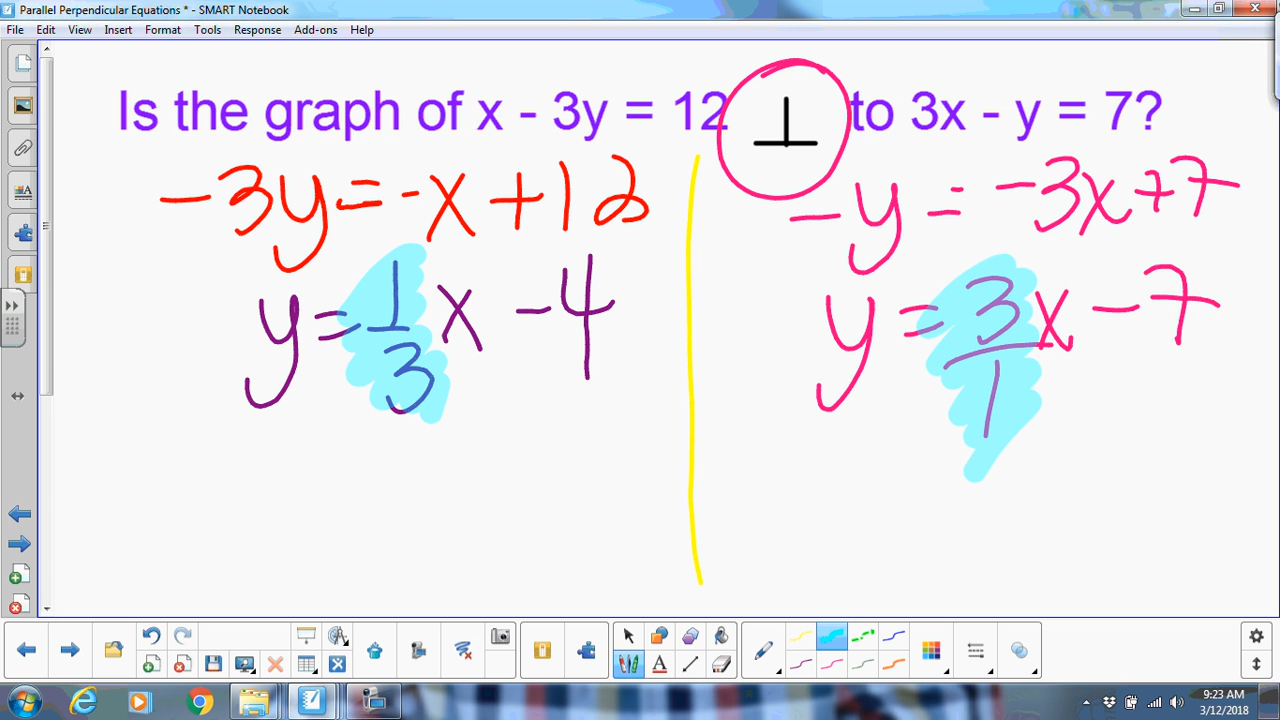 Parallel Perpendicular Equations * - SMART Notebook
File Edit View Insert Format Tools Response Add-ons Help
Is the graph of x - 3y = 12 ⊥ to 3x - y = 7?
-3y = -x + 12
-y = -3x + 7
y = 1/3 x - 4
y = 3/1 x - 7
9:23 AM
3/12/2018